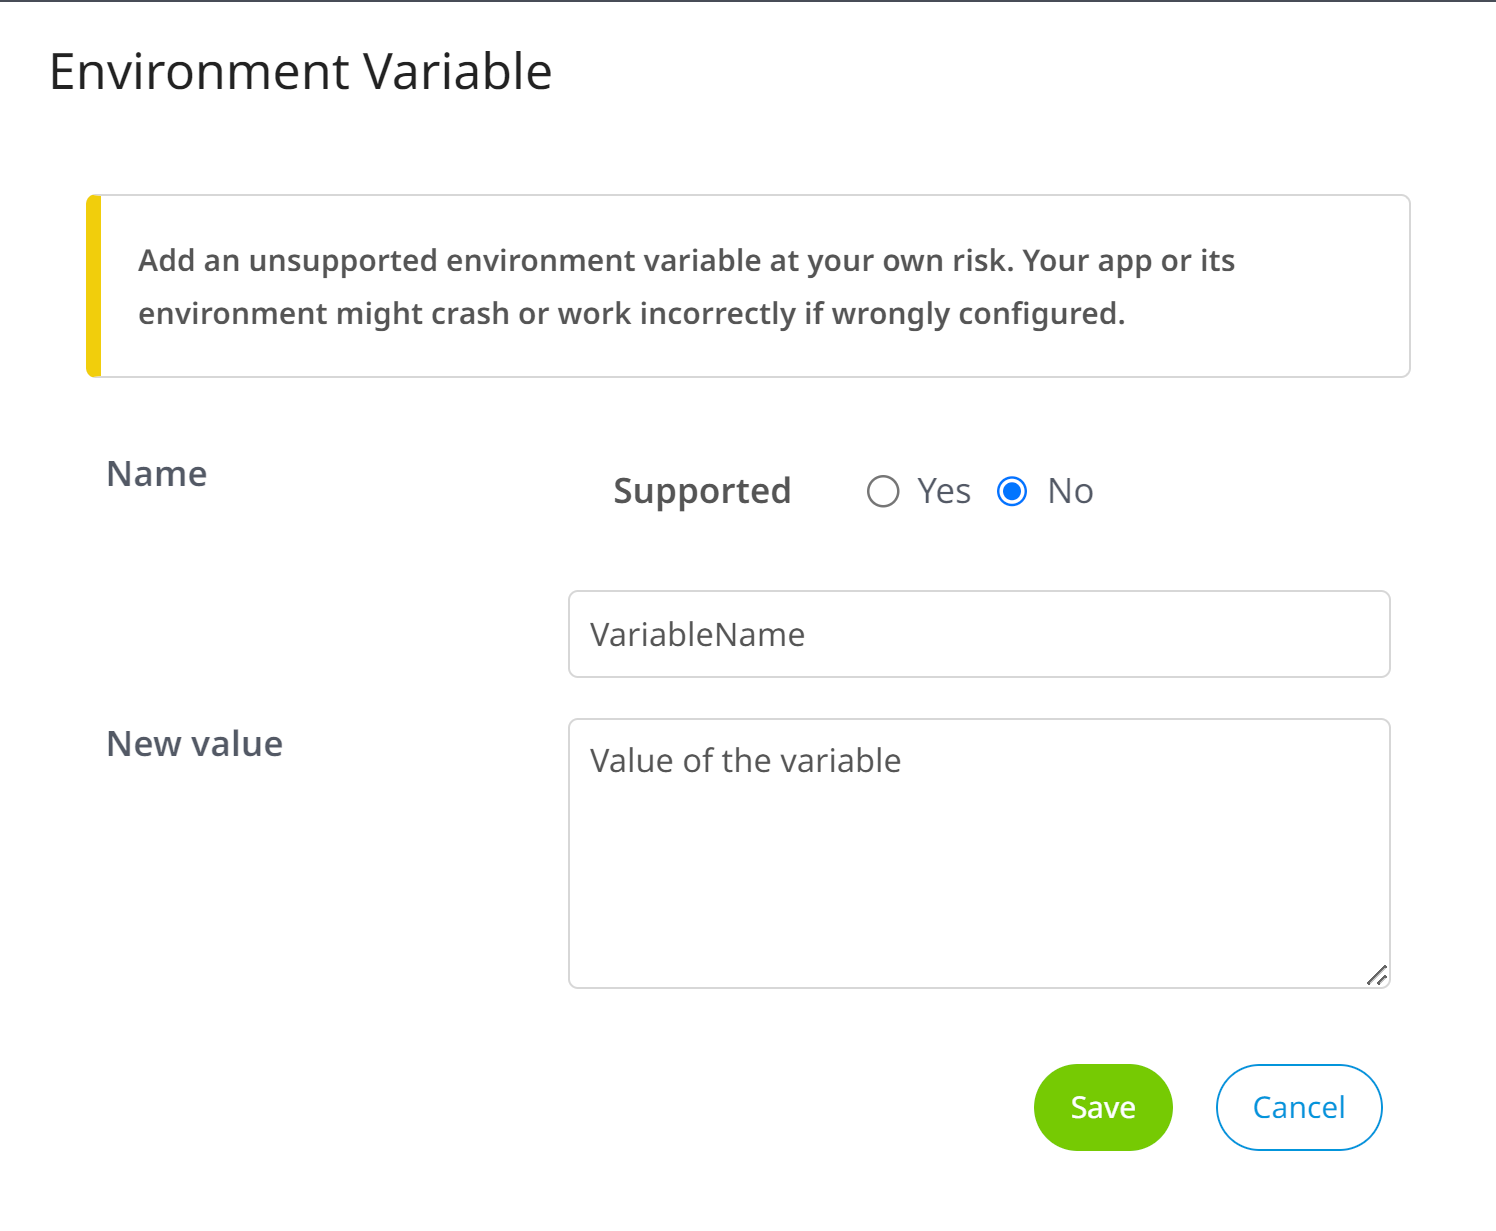 Environment Variable
Add an unsupported environment variable at your own risk. Your app or its
environment might crash or work incorrectly if wrongly configured.
Name
Supported Yes No
VariableName
New value
Value of the variable
Save Cancel